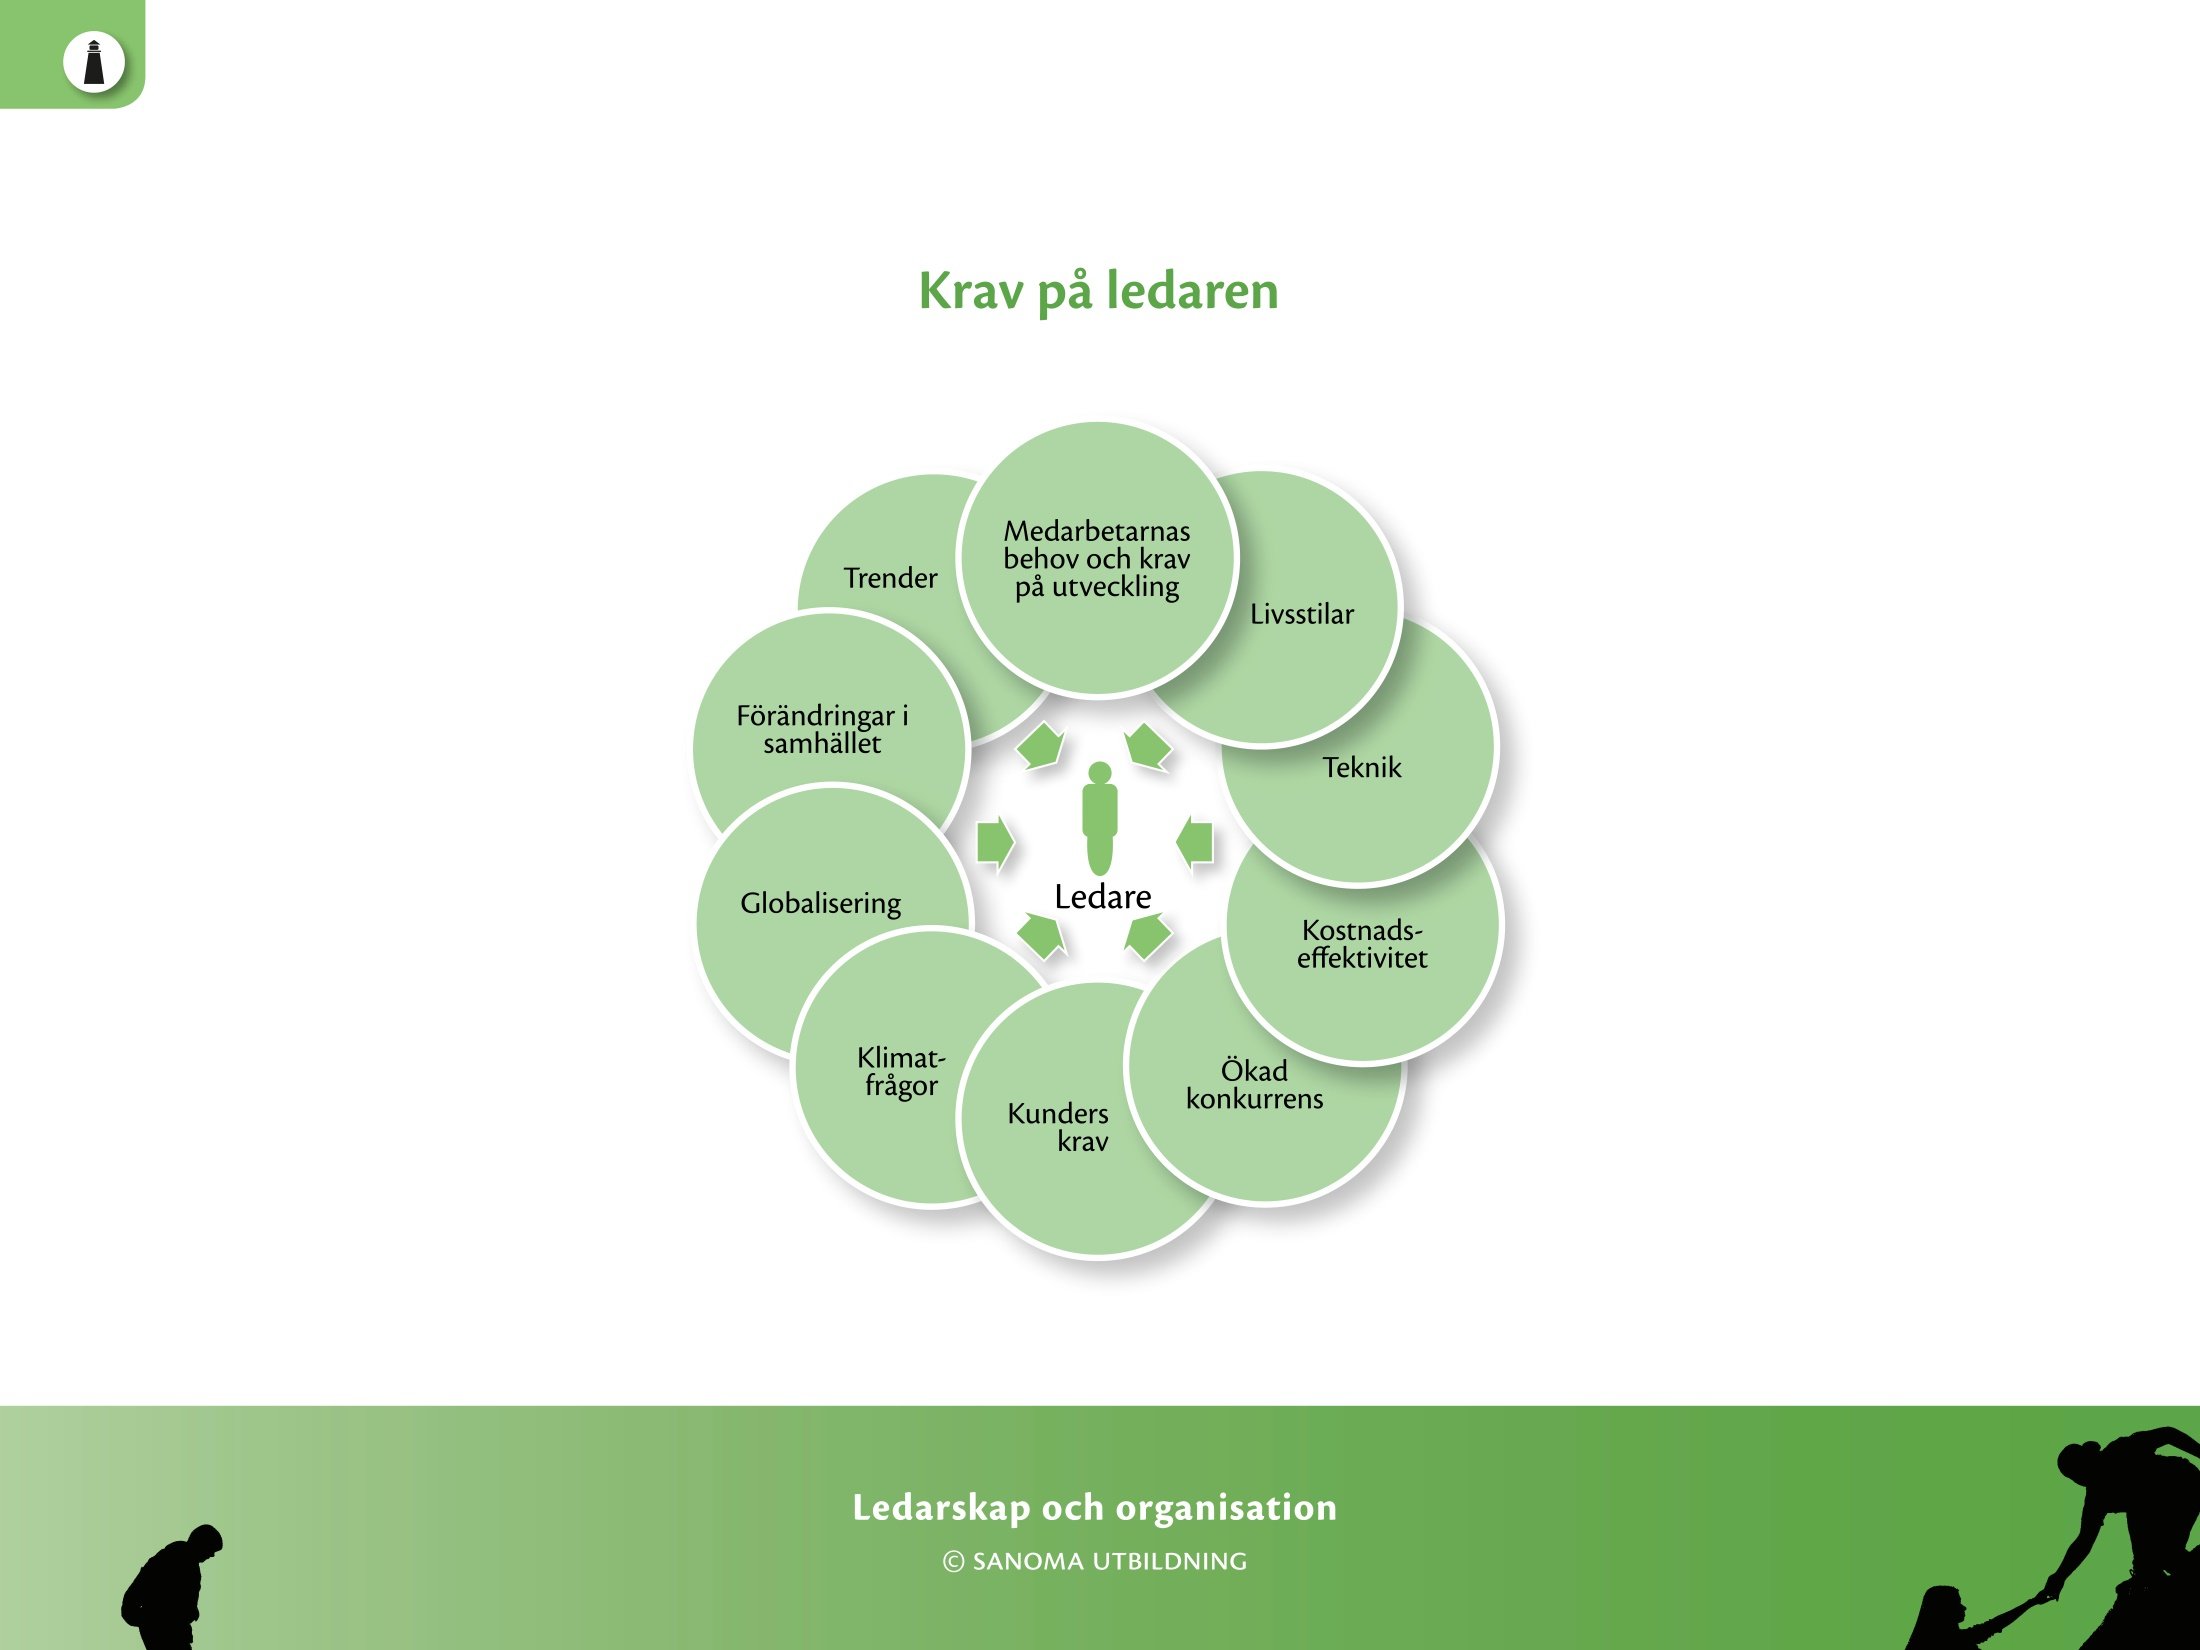 Krav på ledaren
Medarbetarnas
behov och krav
på utveckling
Livsstilar
Teknik
Kostnads-
effektivitet
Ökad
konkurrens
Kunders
krav
Klimat-
frågor
Globalisering
Förändringar i
samhället
Trender
Ledare
Ledarskap och organisation
© SANOMA UTBILDNING